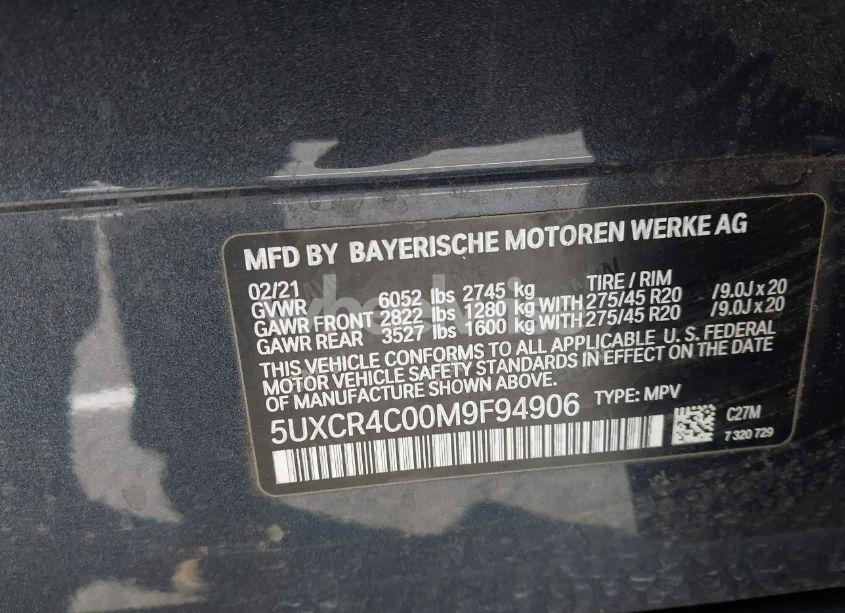 MFD BY BAYERISCHE MOTOREN WERKE AG
02/21 TIRE / RIM
GVWR 6052 lbs 2745 kg
GAWR FRONT 2822 lbs 1280 kg WITH 275/45 R20 /9.0J x 20
GAWR REAR 3527 lbs 1600 kg WITH 275/45 R20 /9.0J x 20
THIS VEHICLE CONFORMS TO ALL APPLICABLE U. S. FEDERAL
MOTOR VEHICLE SAFETY STANDARDS IN EFFECT ON THE DATE
OF MANUFACTURE SHOWN ABOVE.
5UXCR4C00M9F94906 TYPE: MPV
C27M
7 320 729